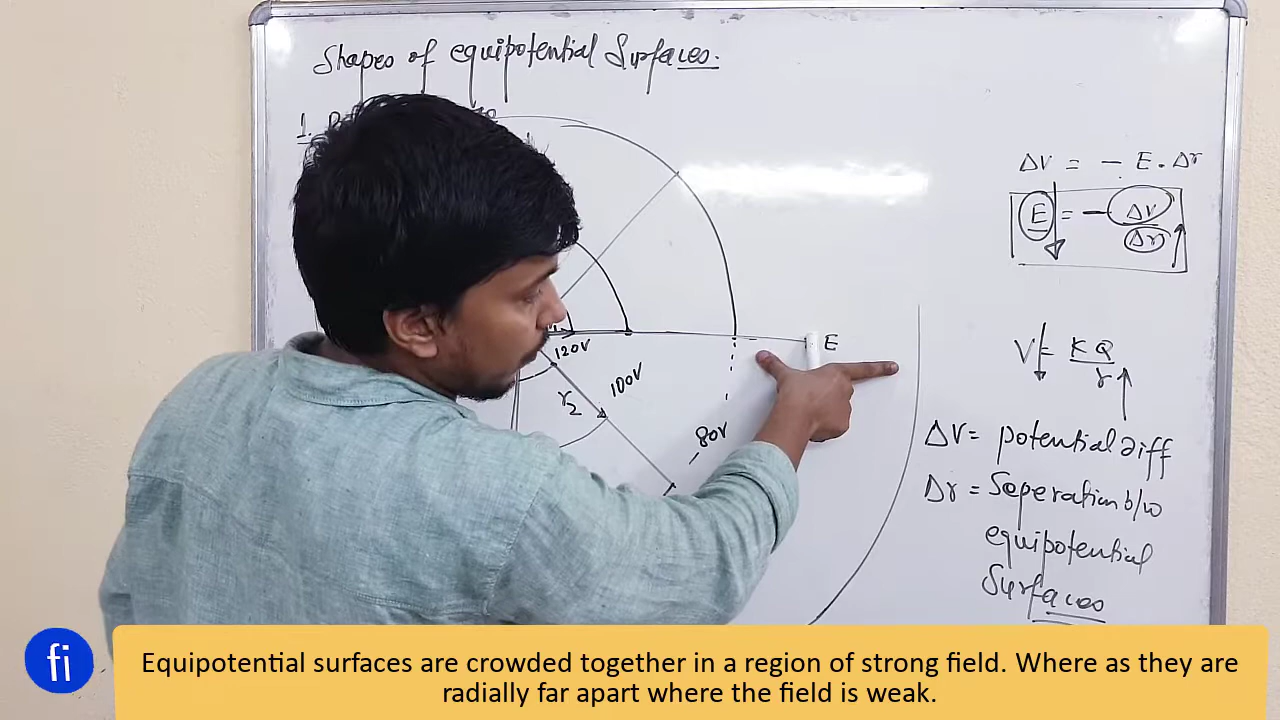 Shapes of equipotential Surfaces.
1.
120V
100V
r2
80V
E
ΔV = - E . Δr
E = - ΔV
Δr
V = KQ
r
ΔV = potential diff
Δr = Seperation b/w
equipotential
Surfaces
fi
Equipotential surfaces are crowded together in a region of strong field. Where as they are
radially far apart where the field is weak.